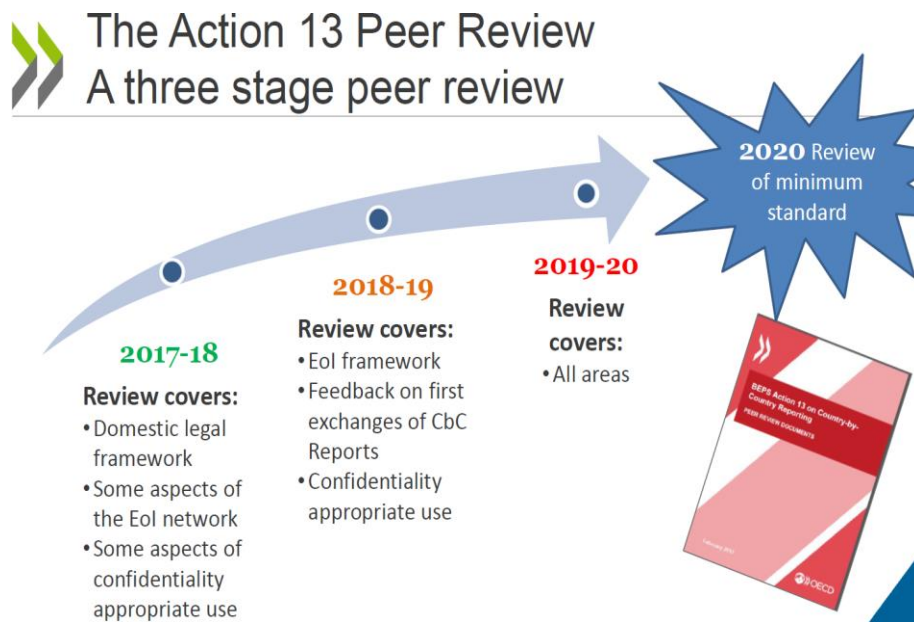 The Action 13 Peer Review
A three stage peer review
2020 Review
of minimum
standard
2017-18
Review covers:
• Domestic legal
framework
• Some aspects of
the EoI network
• Some aspects of
confidentiality
appropriate use
2018-19
Review covers:
• EoI framework
• Feedback on first
exchanges of CbC
Reports
• Confidentiality
appropriate use
2019-20
Review
covers:
• All areas
BEPS Action 13 on Country-by-
Country Reporting
PEER REVIEW DOCUMENTS
OECD